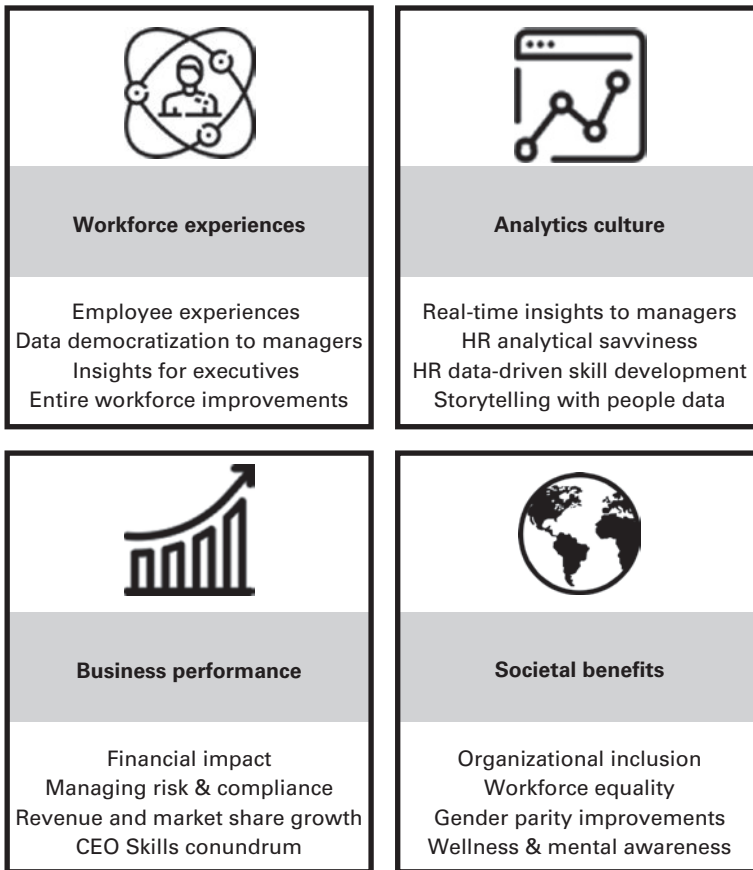 Workforce experiences
Employee experiences
Data democratization to managers
Insights for executives
Entire workforce improvements
Analytics culture
Real-time insights to managers
HR analytical savviness
HR data-driven skill development
Storytelling with people data
Business performance
Financial impact
Managing risk & compliance
Revenue and market share growth
CEO Skills conundrum
Societal benefits
Organizational inclusion
Workforce equality
Gender parity improvements
Wellness & mental awareness